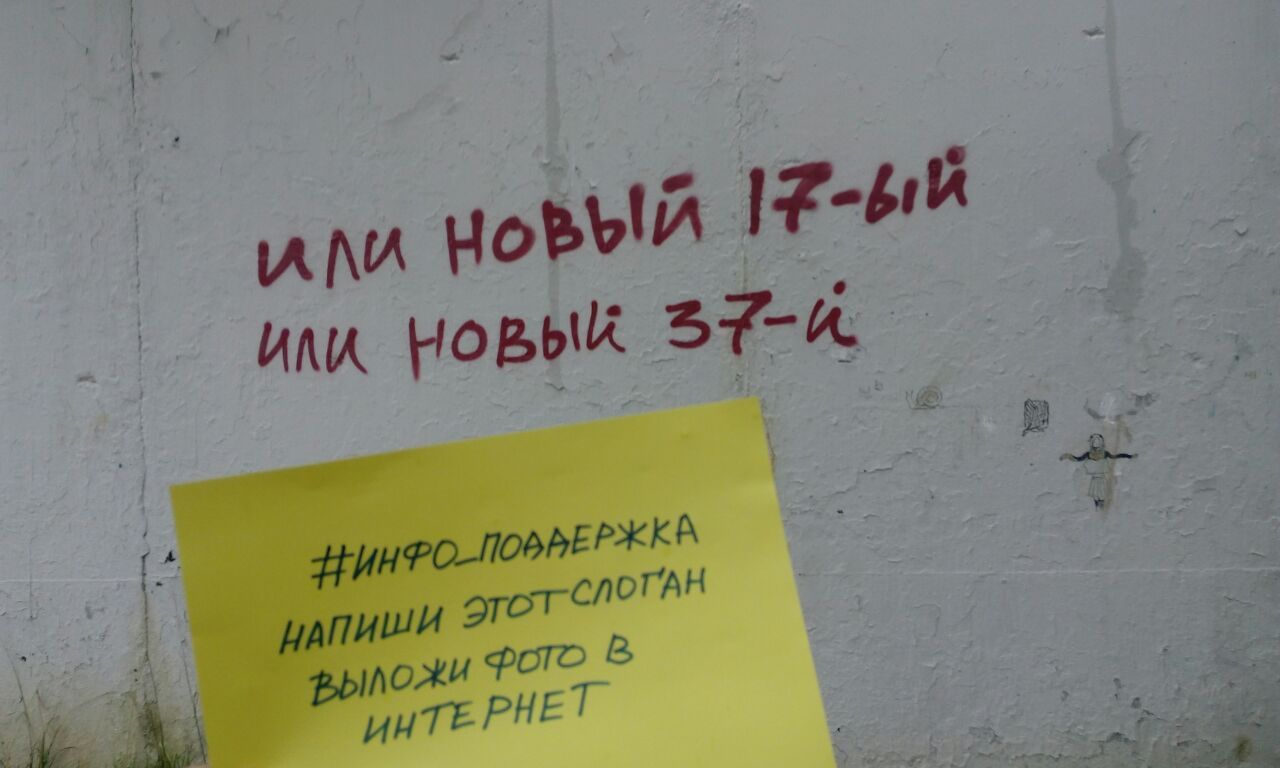 или новый 17-ый
или новый 37-й
#ИНФО_ПОДДЕРЖКА
НАПИШИ ЭТОТ СЛОГАН
ВЫЛОЖИ ФОТО В
ИНТЕРНЕТ